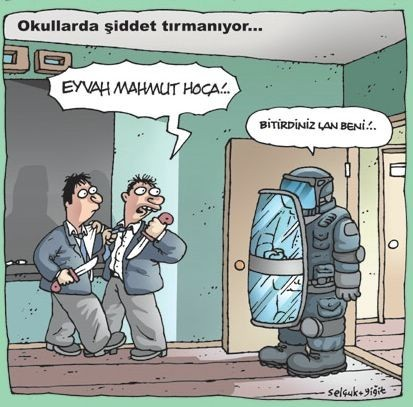 Okullarda şiddet tırmanıyor...
EYVAH MAHMUT HOCA!..
BİTİRDİNİZ LAN BENİ!..
selçuk+yiğit